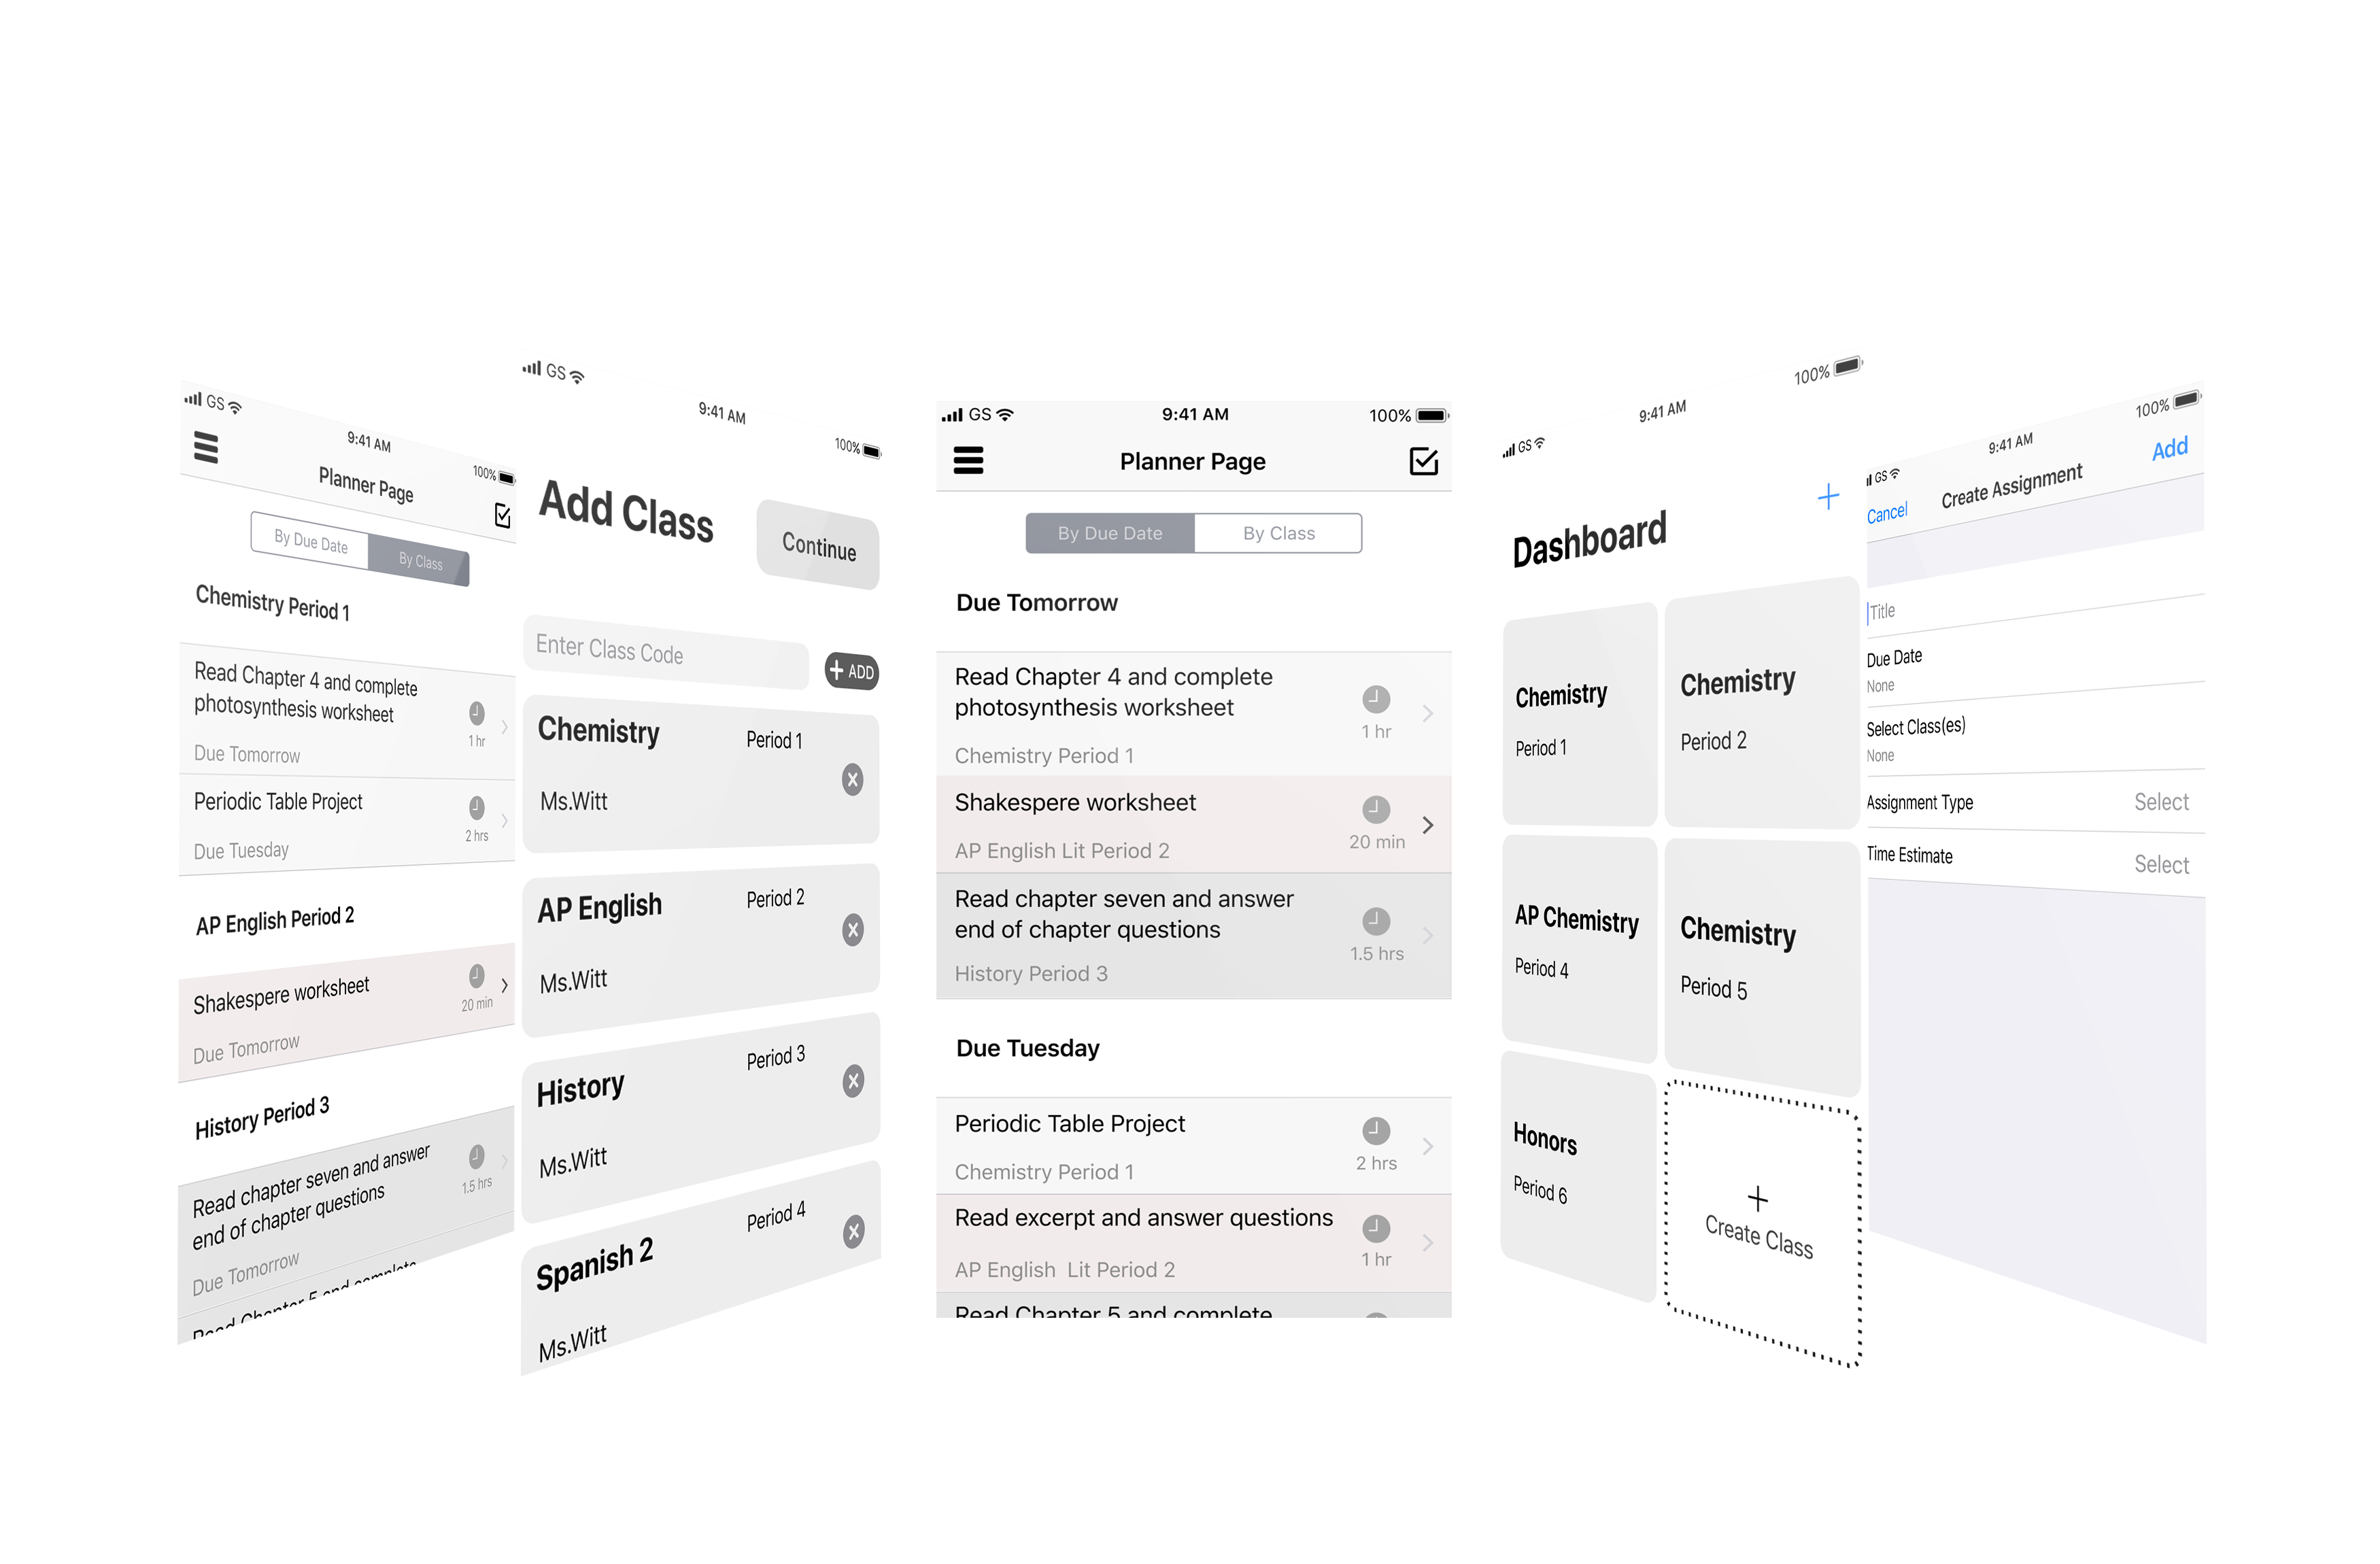 GS
9:41 AM
100%
Planner Page
By Due Date
By Class
Chemistry Period 1
Read Chapter 4 and complete
photosynthesis worksheet
1 hr
Due Tomorrow
Periodic Table Project
2 hrs
Due Tuesday
AP English Period 2
Shakespere worksheet
20 min
Due Tomorrow
History Period 3
Read chapter seven and answer
end of chapter questions
1.5 hrs
Due Tomorrow
Read Chapter 5 and complete
GS
9:41 AM
100%
Add Class
Continue
Enter Class Code
+ ADD
Chemistry
Period 1
Ms.Witt
AP English
Period 2
Ms.Witt
History
Period 3
Ms.Witt
Spanish 2
Period 4
Ms.Witt
GS
9:41 AM
100%
Planner Page
By Due Date
By Class
Due Tomorrow
Read Chapter 4 and complete
photosynthesis worksheet
1 hr
Chemistry Period 1
Shakespere worksheet
20 min
AP English Lit Period 2
Read chapter seven and answer
end of chapter questions
1.5 hrs
History Period 3
Due Tuesday
Periodic Table Project
2 hrs
Chemistry Period 1
Read excerpt and answer questions
1 hr
AP English Lit Period 2
Read Chapter 5 and complete
GS
9:41 AM
100%
+
Dashboard
Chemistry
Period 1
Chemistry
Period 2
AP Chemistry
Period 4
Chemistry
Period 5
Honors
Period 6
+
Create Class
GS
9:41 AM
100%
Cancel
Create Assignment
Add
Title
Due Date
None
Select Class(es)
None
Assignment Type
Select
Time Estimate
Select